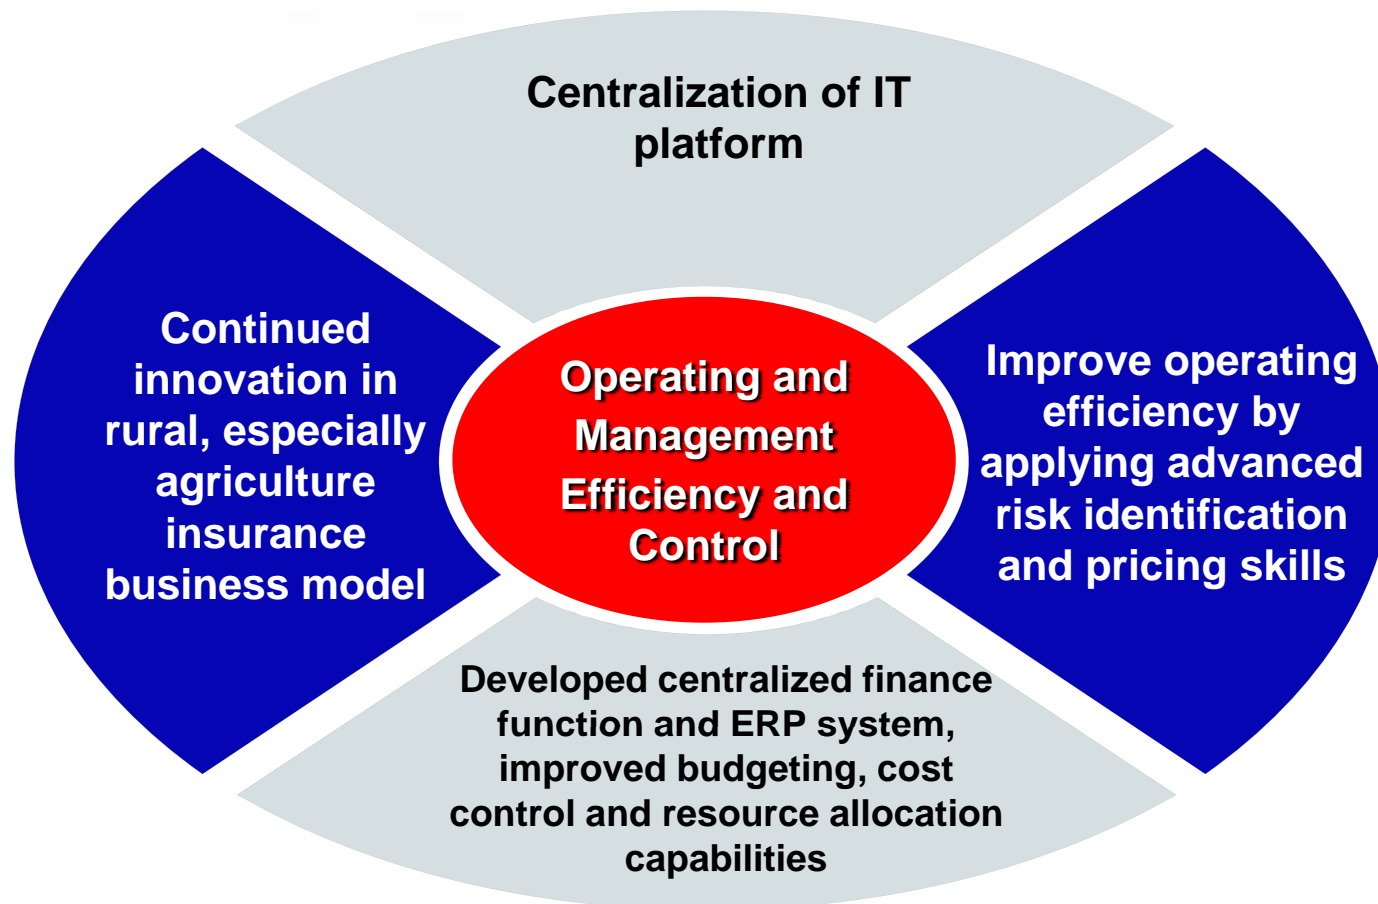 Centralization of IT
platform
Continued
innovation in
rural, especially
agriculture
insurance
business model
Operating and
Management
Efficiency and
Control
Improve operating
efficiency by
applying advanced
risk identification
and pricing skills
Developed centralized finance
function and ERP system,
improved budgeting, cost
control and resource allocation
capabilities